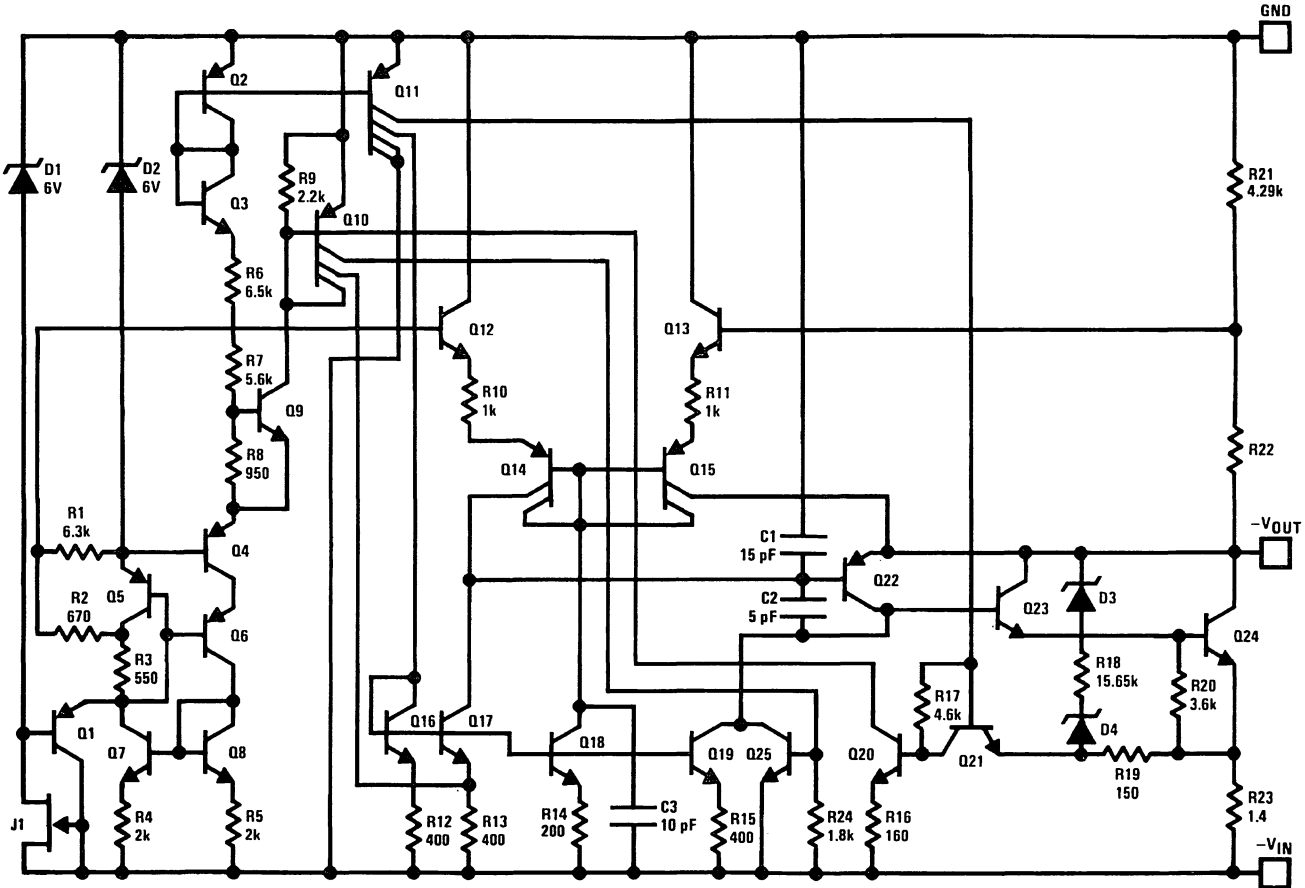 GND
Q2
Q11
D1
6V
D2
6V
R9
2.2k
R21
4.29k
Q3
Q10
R6
6.5k
Q12
Q13
R7
5.6k
R10
1k
R11
1k
Q9
R8
950
Q14
Q15
R22
R1
6.3k
-VOUT
Q4
C1
15 pF
Q5
Q22
D3
R2
670
C2
5 pF
Q23
Q6
Q24
R3
550
R18
15.65k
R20
3.6k
R17
4.6k
Q1
Q7
Q8
Q16
Q17
Q18
Q19
Q25
Q20
Q21
D4
R19
150
J1
R4
2k
R5
2k
R12
400
R13
400
R14
200
C3
10 pF
R15
400
R24
1.8k
R16
160
R23
1.4
-VIN